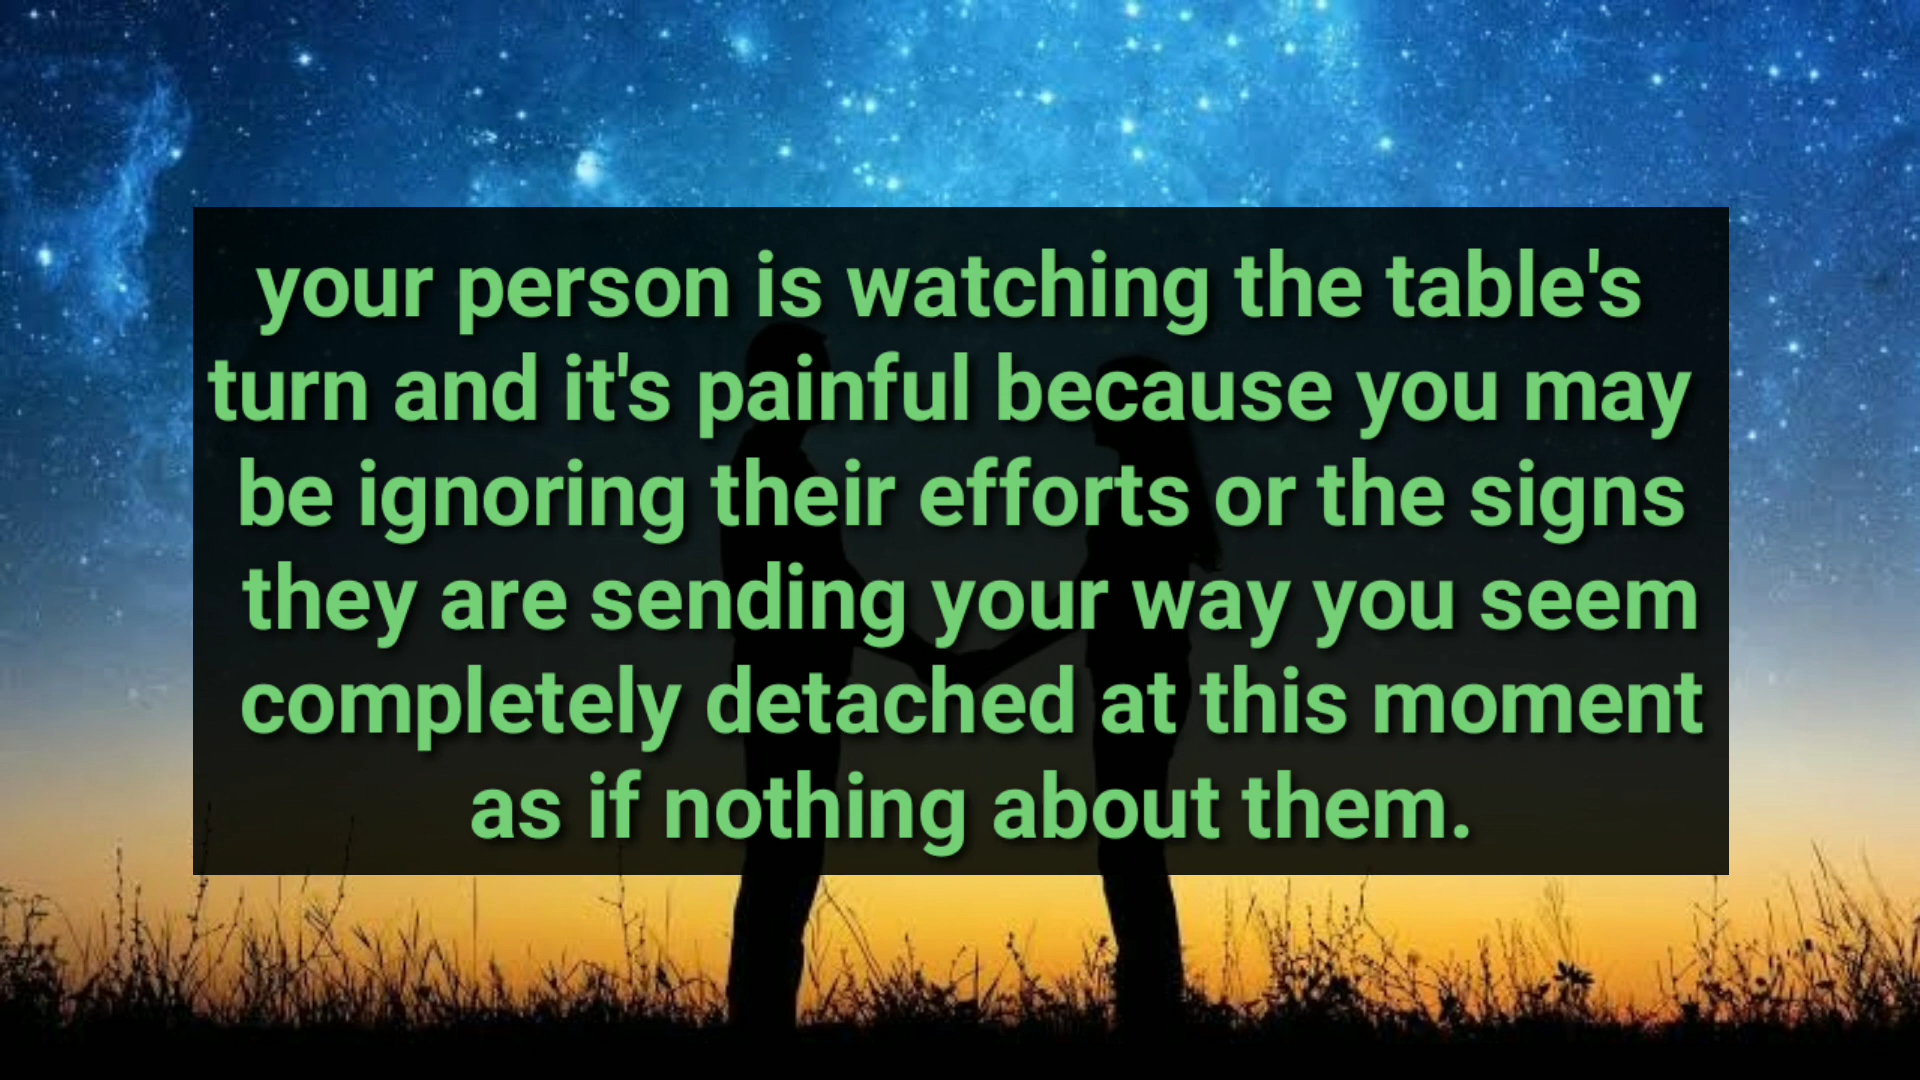 your person is watching the table's
turn and it's painful because you may
be ignoring their efforts or the signs
they are sending your way you seem
completely detached at this moment
as if nothing about them.